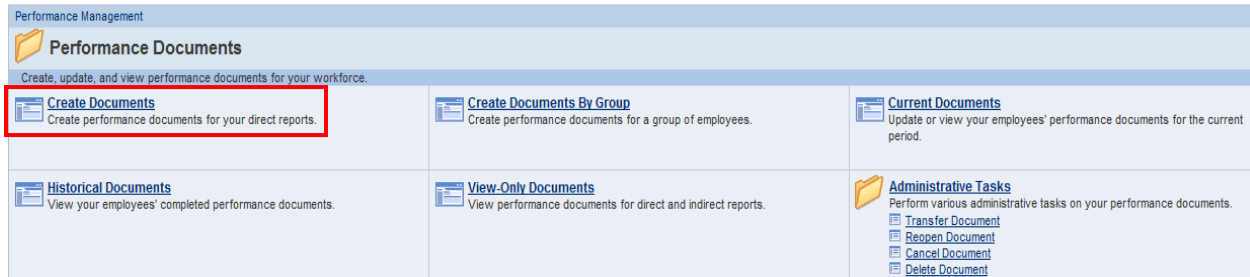 Performance Management
Performance Documents
Create, update, and view performance documents for your workforce.
Create Documents
Create performance documents for your direct reports.
Create Documents By Group
Create performance documents for a group of employees.
Current Documents
Update or view your employees' performance documents for the current
period.
Historical Documents
View your employees' completed performance documents.
View-Only Documents
View performance documents for direct and indirect reports.
Administrative Tasks
Perform various administrative tasks on your performance documents.
Transfer Document
Reopen Document
Cancel Document
Delete Document